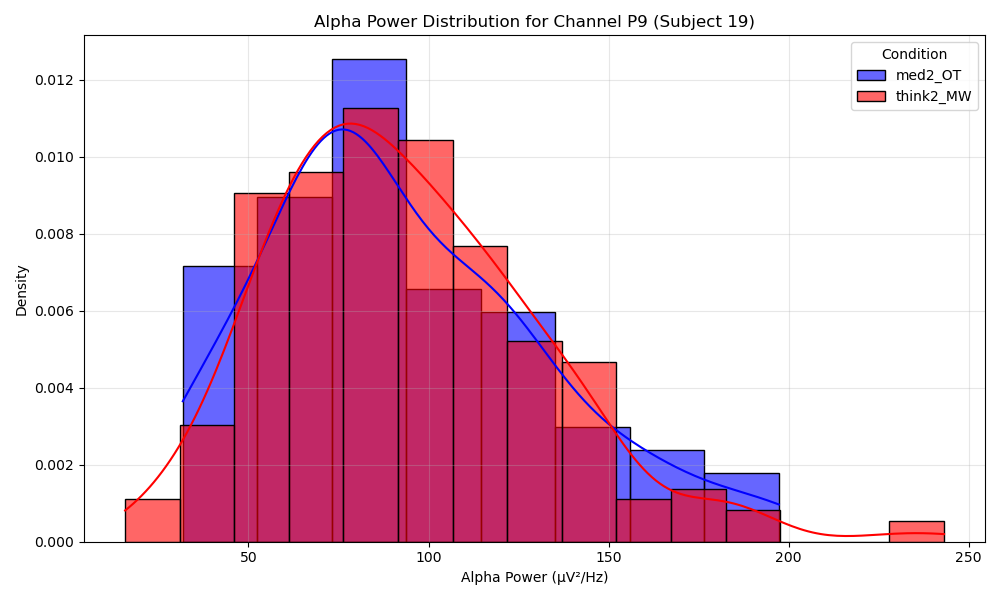 Alpha Power Distribution for Channel P9 (Subject 19)
Condition
med2_OT
think2_MW
Density
0.012
0.010
0.008
0.006
0.004
0.002
0.000
50
100
150
200
250
Alpha Power (µV²/Hz)